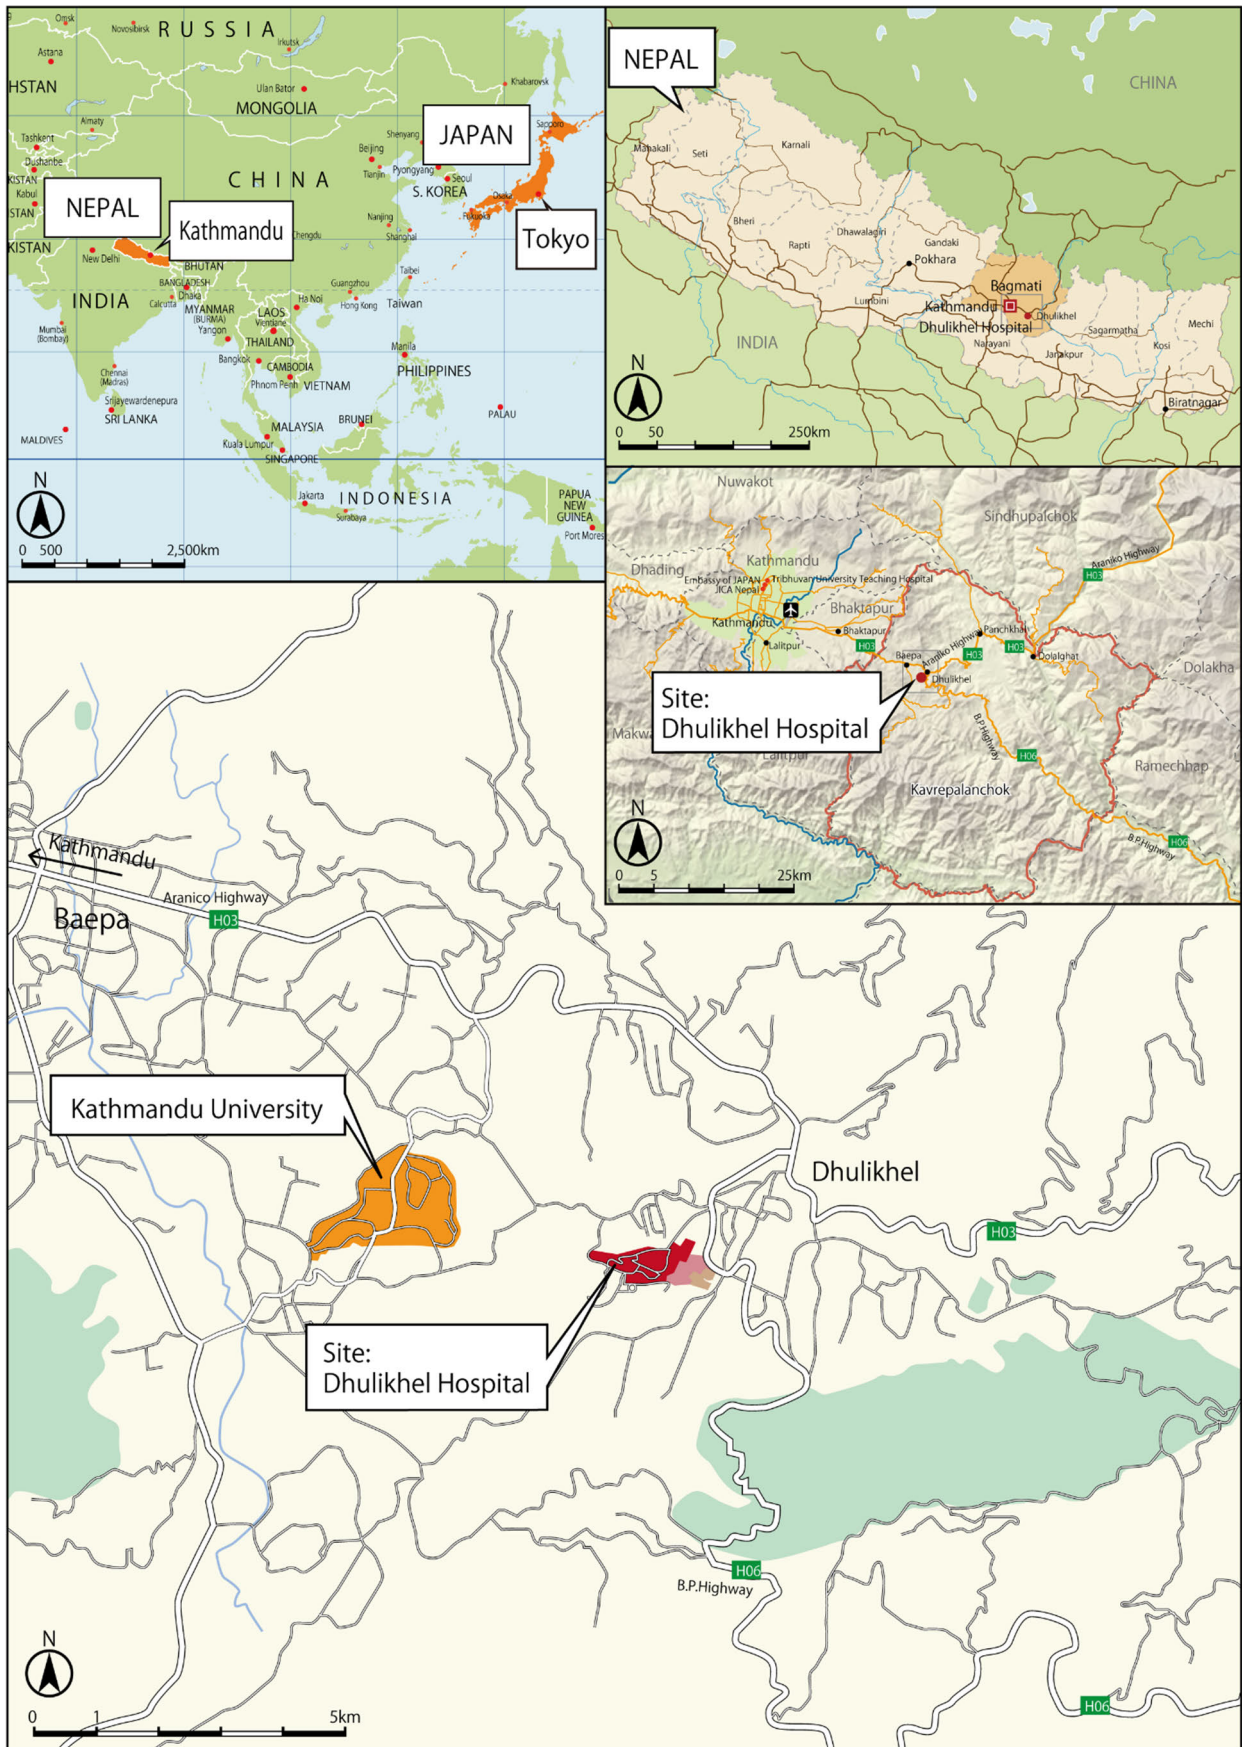 Omsk
Novosibirsk
RUSSIA
Irkutsk
Astana
HSTAN
Ulan Bator
MONGOLIA
Khabarovsk
Almaty
Tashkent
Dushanbe
KISTAN
Kabul
STAN
KISTAN
Shenyang
Beijing
Tianjin
Pyongyang
Seoul
S. KOREA
JAPAN
Sapporo
Osaka
Fukuoka
Tokyo
CHINA
NEPAL
Kathmandu
Nanjing
Shanghai
Chengdu
New Delhi
BHUTAN
BANGLADESH
Dhaka
Calcutta
INDIA
MYANMAR
(BURMA)
Yangon
Guangzhou
Hong Kong
Taibei
Taiwan
Ha Noi
LAOS
Vientiane
THAILAND
Mumbai
(Bombay)
Bangkok
CAMBODIA
Phnom Penh
VIETNAM
Manila
PHILIPPINES
Chennai
(Madras)
Srijayewardenepura
SRI LANKA
MALDIVES
PALAU
BRUNEI
MALAYSIA
Kuala Lumpur
SINGAPORE
Jakarta
INDONESIA
Surabaya
PAPUA
NEW
GUINEA
Port Mores
N
0 500 2,500km
NEPAL
CHINA
Mahakali
Seti
Karnali
Bheri
Rapti
Dhawalagiri
Gandaki
Pokhara
Lumbini
Bagmati
Kathmandu
Dhulikhel
Dhulikhel Hospital
Narayani
Janakpur
Sagarmatha
Kosi
Mechi
Biratnagar
INDIA
N
0 50 250km
Nuwakot
Sindhupalchok
Dhading
Kathmandu
Embassy of JAPAN
Tribhuvan University Teaching Hospital
JICA Nepal
Araniko Highway
H03
Bhaktapur
Kathmandu
Bhaktapur
Lalitpur
H03
Baepa
Araniko Highway
Panchkhal
H03
H03
Dolalghat
Dolakha
Dhulikhel
Site:
Dhulikhel Hospital
Makw
Lalitpur
B.P.Highway
H06
Ramechhap
Kavrepalanchok
B.P.Highway
H06
N
0 5 25km
Kathmandu
Aranico Highway
H03
Baepa
Kathmandu University
Dhulikhel
H03
Site:
Dhulikhel Hospital
H06
B.P.Highway
H06
N
0 1 5km